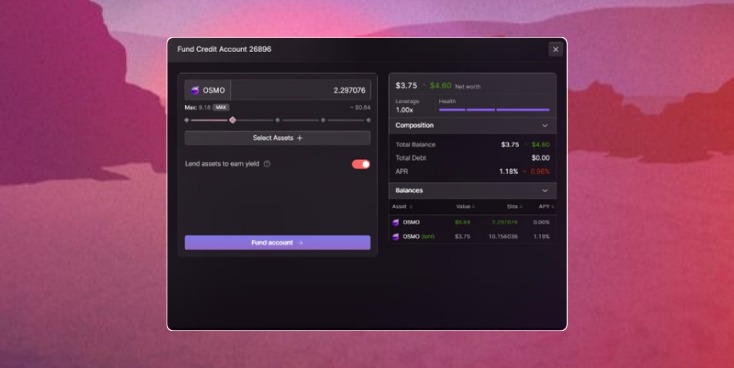 Fund Credit Account 26896
OSMO 2.297076
Max: 9.18 MAX ~ $0.84
Select Assets +
Lend assets to earn yield
Fund account
$3.75 $4.60 Net worth
Leverage Health
1.00x
Composition
Total Balance $3.75 $4.60
Total Debt $0.00
APR 1.18% 0.96%
Balances
Asset Value Size APY
OSMO 2.297076 0.00%
OSMO (lent) $3.75 10.156036 1.18%